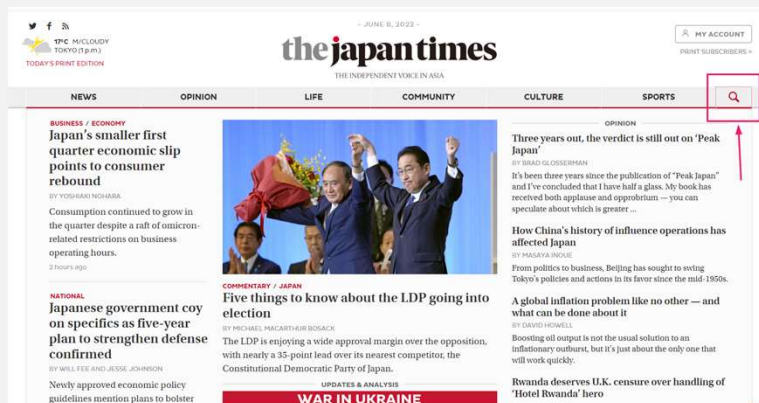 - JUNE 8, 2022 -
17°C M/CLOUDY
TOKYO (1 p.m.)
TODAY'S PRINT EDITION
the japan times
THE INDEPENDENT VOICE IN ASIA
MY ACCOUNT
PRINT SUBSCRIBERS »
NEWS OPINION LIFE COMMUNITY CULTURE SPORTS
BUSINESS / ECONOMY
Japan's smaller first
quarter economic slip
points to consumer
rebound
BY YOSHIAKI NOHARA
Consumption continued to grow in
the quarter despite a raft of omicron-
related restrictions on business
operating hours.
2 hours ago
NATIONAL
Japanese government coy
on specifics as five-year
plan to strengthen defense
confirmed
BY WILL FEE AND JESSE JOHNSON
Newly approved economic policy
guidelines mention plans to bolster
COMMENTARY / JAPAN
Five things to know about the LDP going into
election
BY MICHAEL MACARTHUR BOSACK
The LDP is enjoying a wide approval margin over the opposition,
with nearly a 35-point lead over its nearest competitor, the
Constitutional Democratic Party of Japan.
UPDATES & ANALYSIS
WAR IN UKRAINE
OPINION
Three years out, the verdict is still out on 'Peak
Japan'
BY BRAD GLOSSERMAN
It's been three years since the publication of "Peak Japan"
and I've concluded that I have half a glass. My book has
received both applause and opprobrium — you can
speculate about which is greater ...
How China's history of influence operations has
affected Japan
BY MASAYA INOUE
From politics to business, Beijing has sought to swing
Tokyo's policies and actions in its favor since the mid-1950s.
A global inflation problem like no other — and
what can be done about it
BY DAVID HOWELL
Boosting oil output is not the usual solution to an
inflationary outburst, but it's just about the only one that
will work quickly.
Rwanda deserves U.K. censure over handling of
'Hotel Rwanda' hero